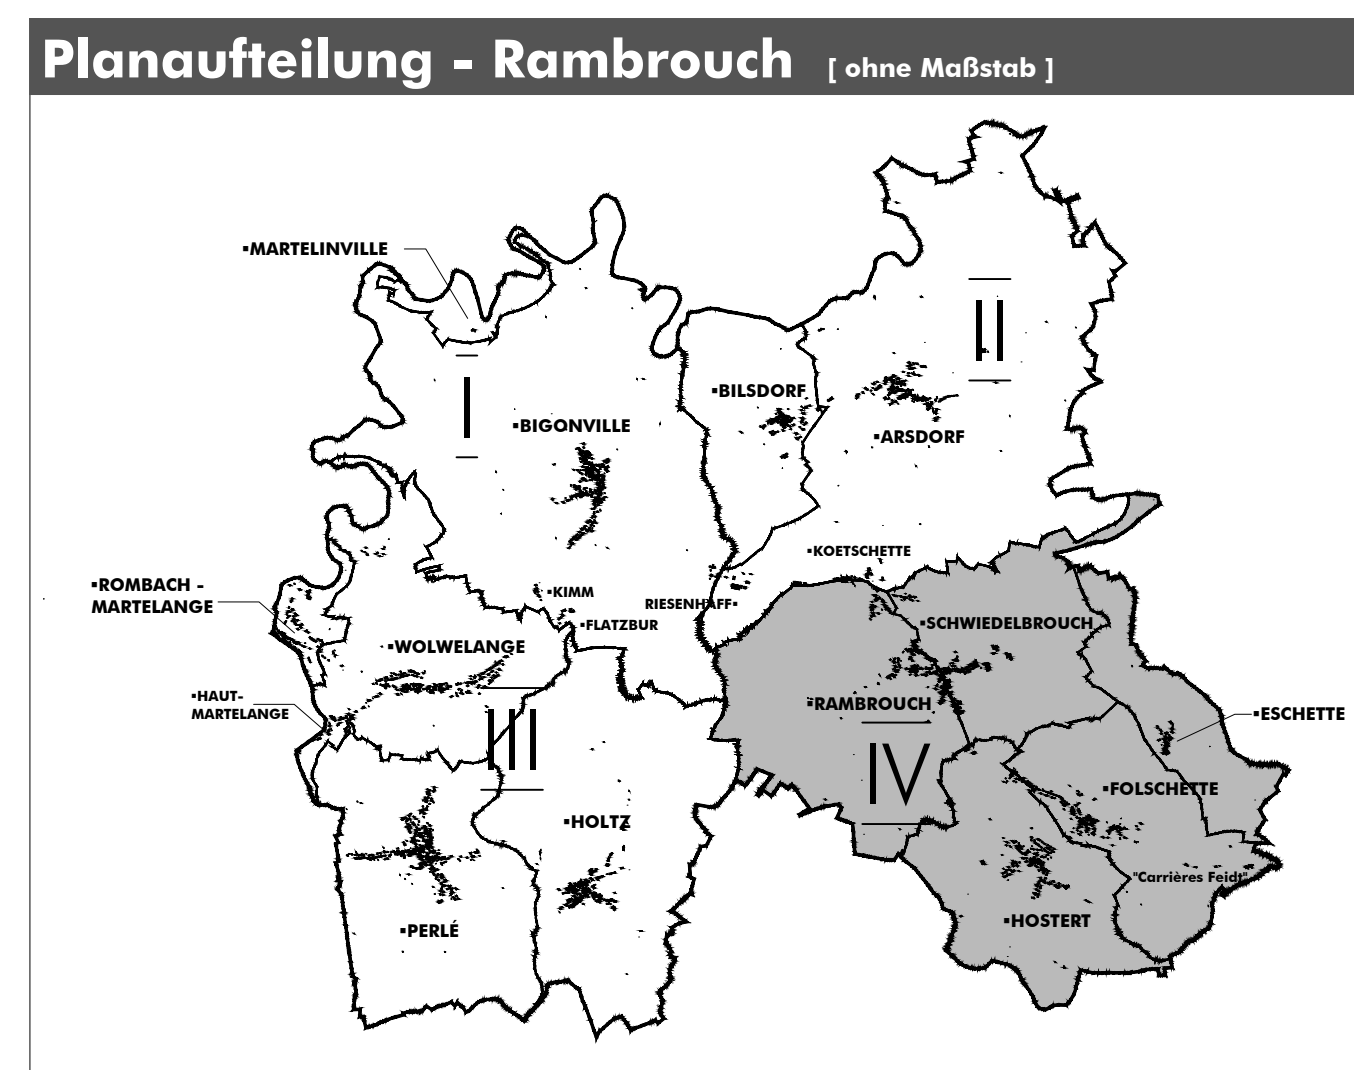 Planaufteilung - Rambrouch [ ohne Maßstab ]
▪MARTELINVILLE
II
I
▪BILSDORF
▪BIGONVILLE
▪ARSDORF
▪KOETSCHETTE
▪ROMBACH -
MARTELANGE
▪KIMM
RIESENHAFF▪
▪FLATZBUR
▪SCHWIEDELBROUCH
▪WOLWELANGE
▪HAUT-
MARTELANGE
▪RAMBROUCH
▪ESCHETTE
III
IV
▪FOLSCHETTE
▪HOLTZ
"Carrières Feidt"
▪HOSTERT
▪PERLÉ